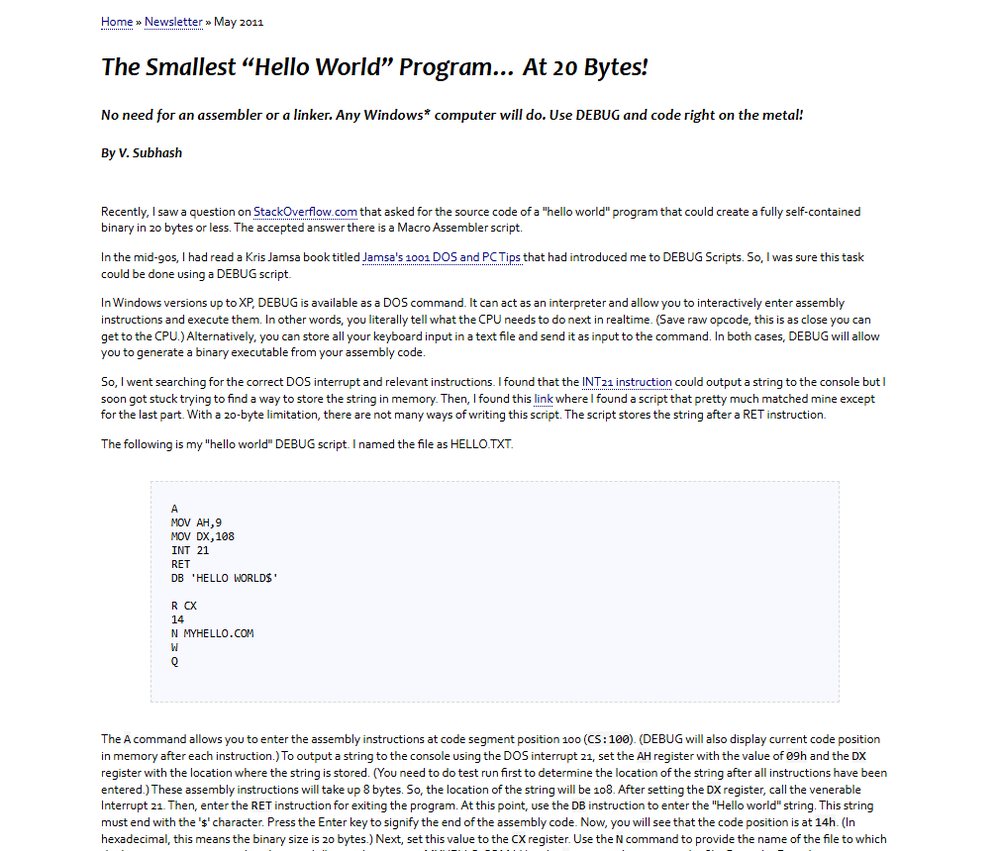 Home » Newsletter » May 2011
The Smallest “Hello World” Program… At 20 Bytes!
No need for an assembler or a linker. Any Windows* computer will do. Use DEBUG and code right on the metal!
By V. Subhash
Recently, I saw a question on StackOverflow.com that asked for the source code of a "hello world" program that could create a fully self-contained
binary in 20 bytes or less. The accepted answer there is a Macro Assembler script.
In the mid-90s, I had read a Kris Jamsa book titled Jamsa's 1001 DOS and PC Tips that had introduced me to DEBUG Scripts. So, I was sure this task
could be done using a DEBUG script.
In Windows versions up to XP, DEBUG is available as a DOS command. It can act as an interpreter and allow you to interactively enter assembly
instructions and execute them. In other words, you literally tell what the CPU needs to do next in realtime. (Save raw opcode, this is as close you can
get to the CPU.) Alternatively, you can store all your keyboard input in a text file and send it as input to the command. In both cases, DEBUG will allow
you to generate a binary executable from your assembly code.
So, I went searching for the correct DOS interrupt and relevant instructions. I found that the INT21 instruction could output a string to the console but I
soon got stuck trying to find a way to store the string in memory. Then, I found this link where I found a script that pretty much matched mine except
for the last part. With a 20-byte limitation, there are not many ways of writing this script. The script stores the string after a RET instruction.
The following is my "hello world" DEBUG script. I named the file as HELLO.TXT.
A
MOV AH,9
MOV DX,108
INT 21
RET
DB 'HELLO WORLD$'
R CX
14
N MYHELLO.COM
W
Q
The A command allows you to enter the assembly instructions at code segment position 100 (CS:100). (DEBUG will also display current code position
in memory after each instruction.) To output a string to the console using the DOS interrupt 21, set the AH register with the value of 09h and the DX
register with the location where the string is stored. (You need to do test run first to determine the location of the string after all instructions have been
entered.) These assembly instructions will take up 8 bytes. So, the location of the string will be 108. After setting the DX register, call the venerable
Interrupt 21. Then, enter the RET instruction for exiting the program. At this point, use the DB instruction to enter the "Hello world" string. This string
must end with the '$' character. Press the Enter key to signify the end of the assembly code. Now, you will see that the code position is at 14h. (In
hexadecimal, this means the binary size is 20 bytes.) Next, set this value to the CX register. Use the N command to provide the name of the file to which